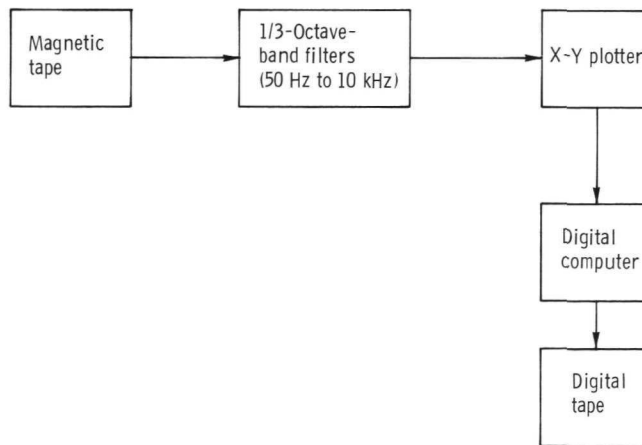 Magnetic
tape
1/3-Octave-
band filters
(50 Hz to 10 kHz)
X-Y plotter
Digital
computer
Digital
tape